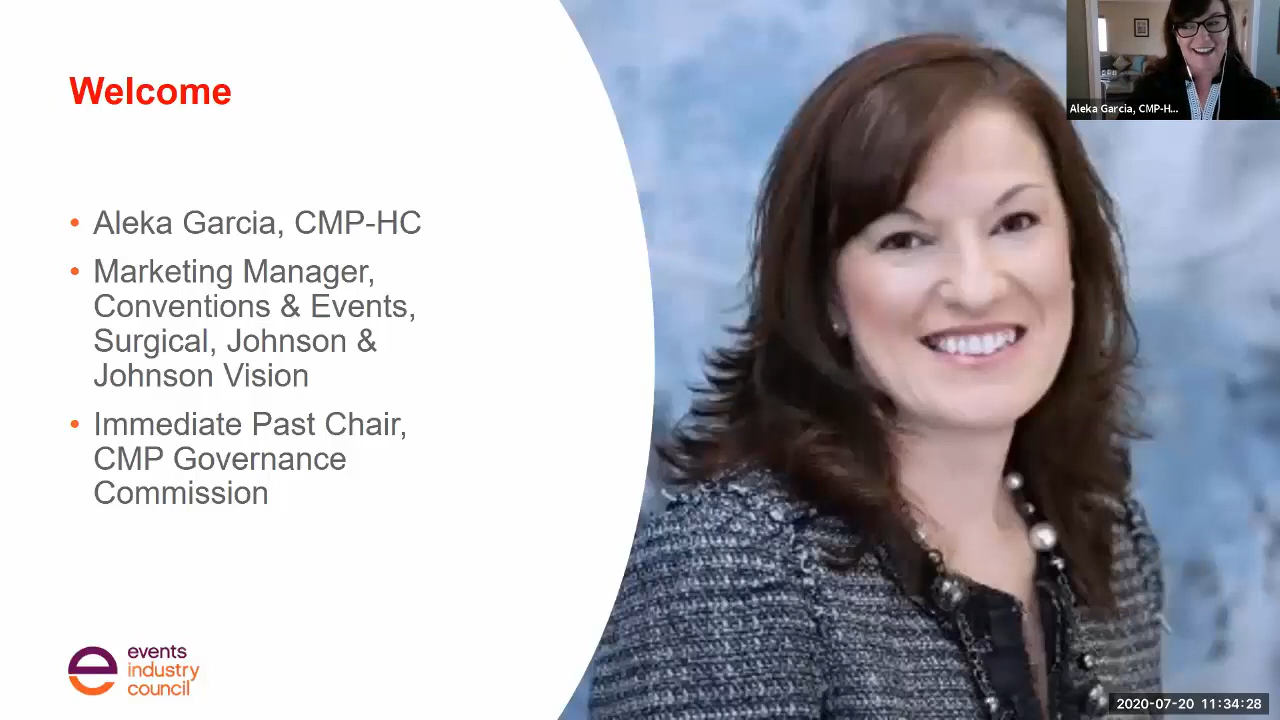 Welcome
• Aleka Garcia, CMP-HC
• Marketing Manager,
Conventions & Events,
Surgical, Johnson &
Johnson Vision
• Immediate Past Chair,
CMP Governance
Commission
events
industry
council
Aleka Garcia, CMP-H...
2020-07-20 11:34:28